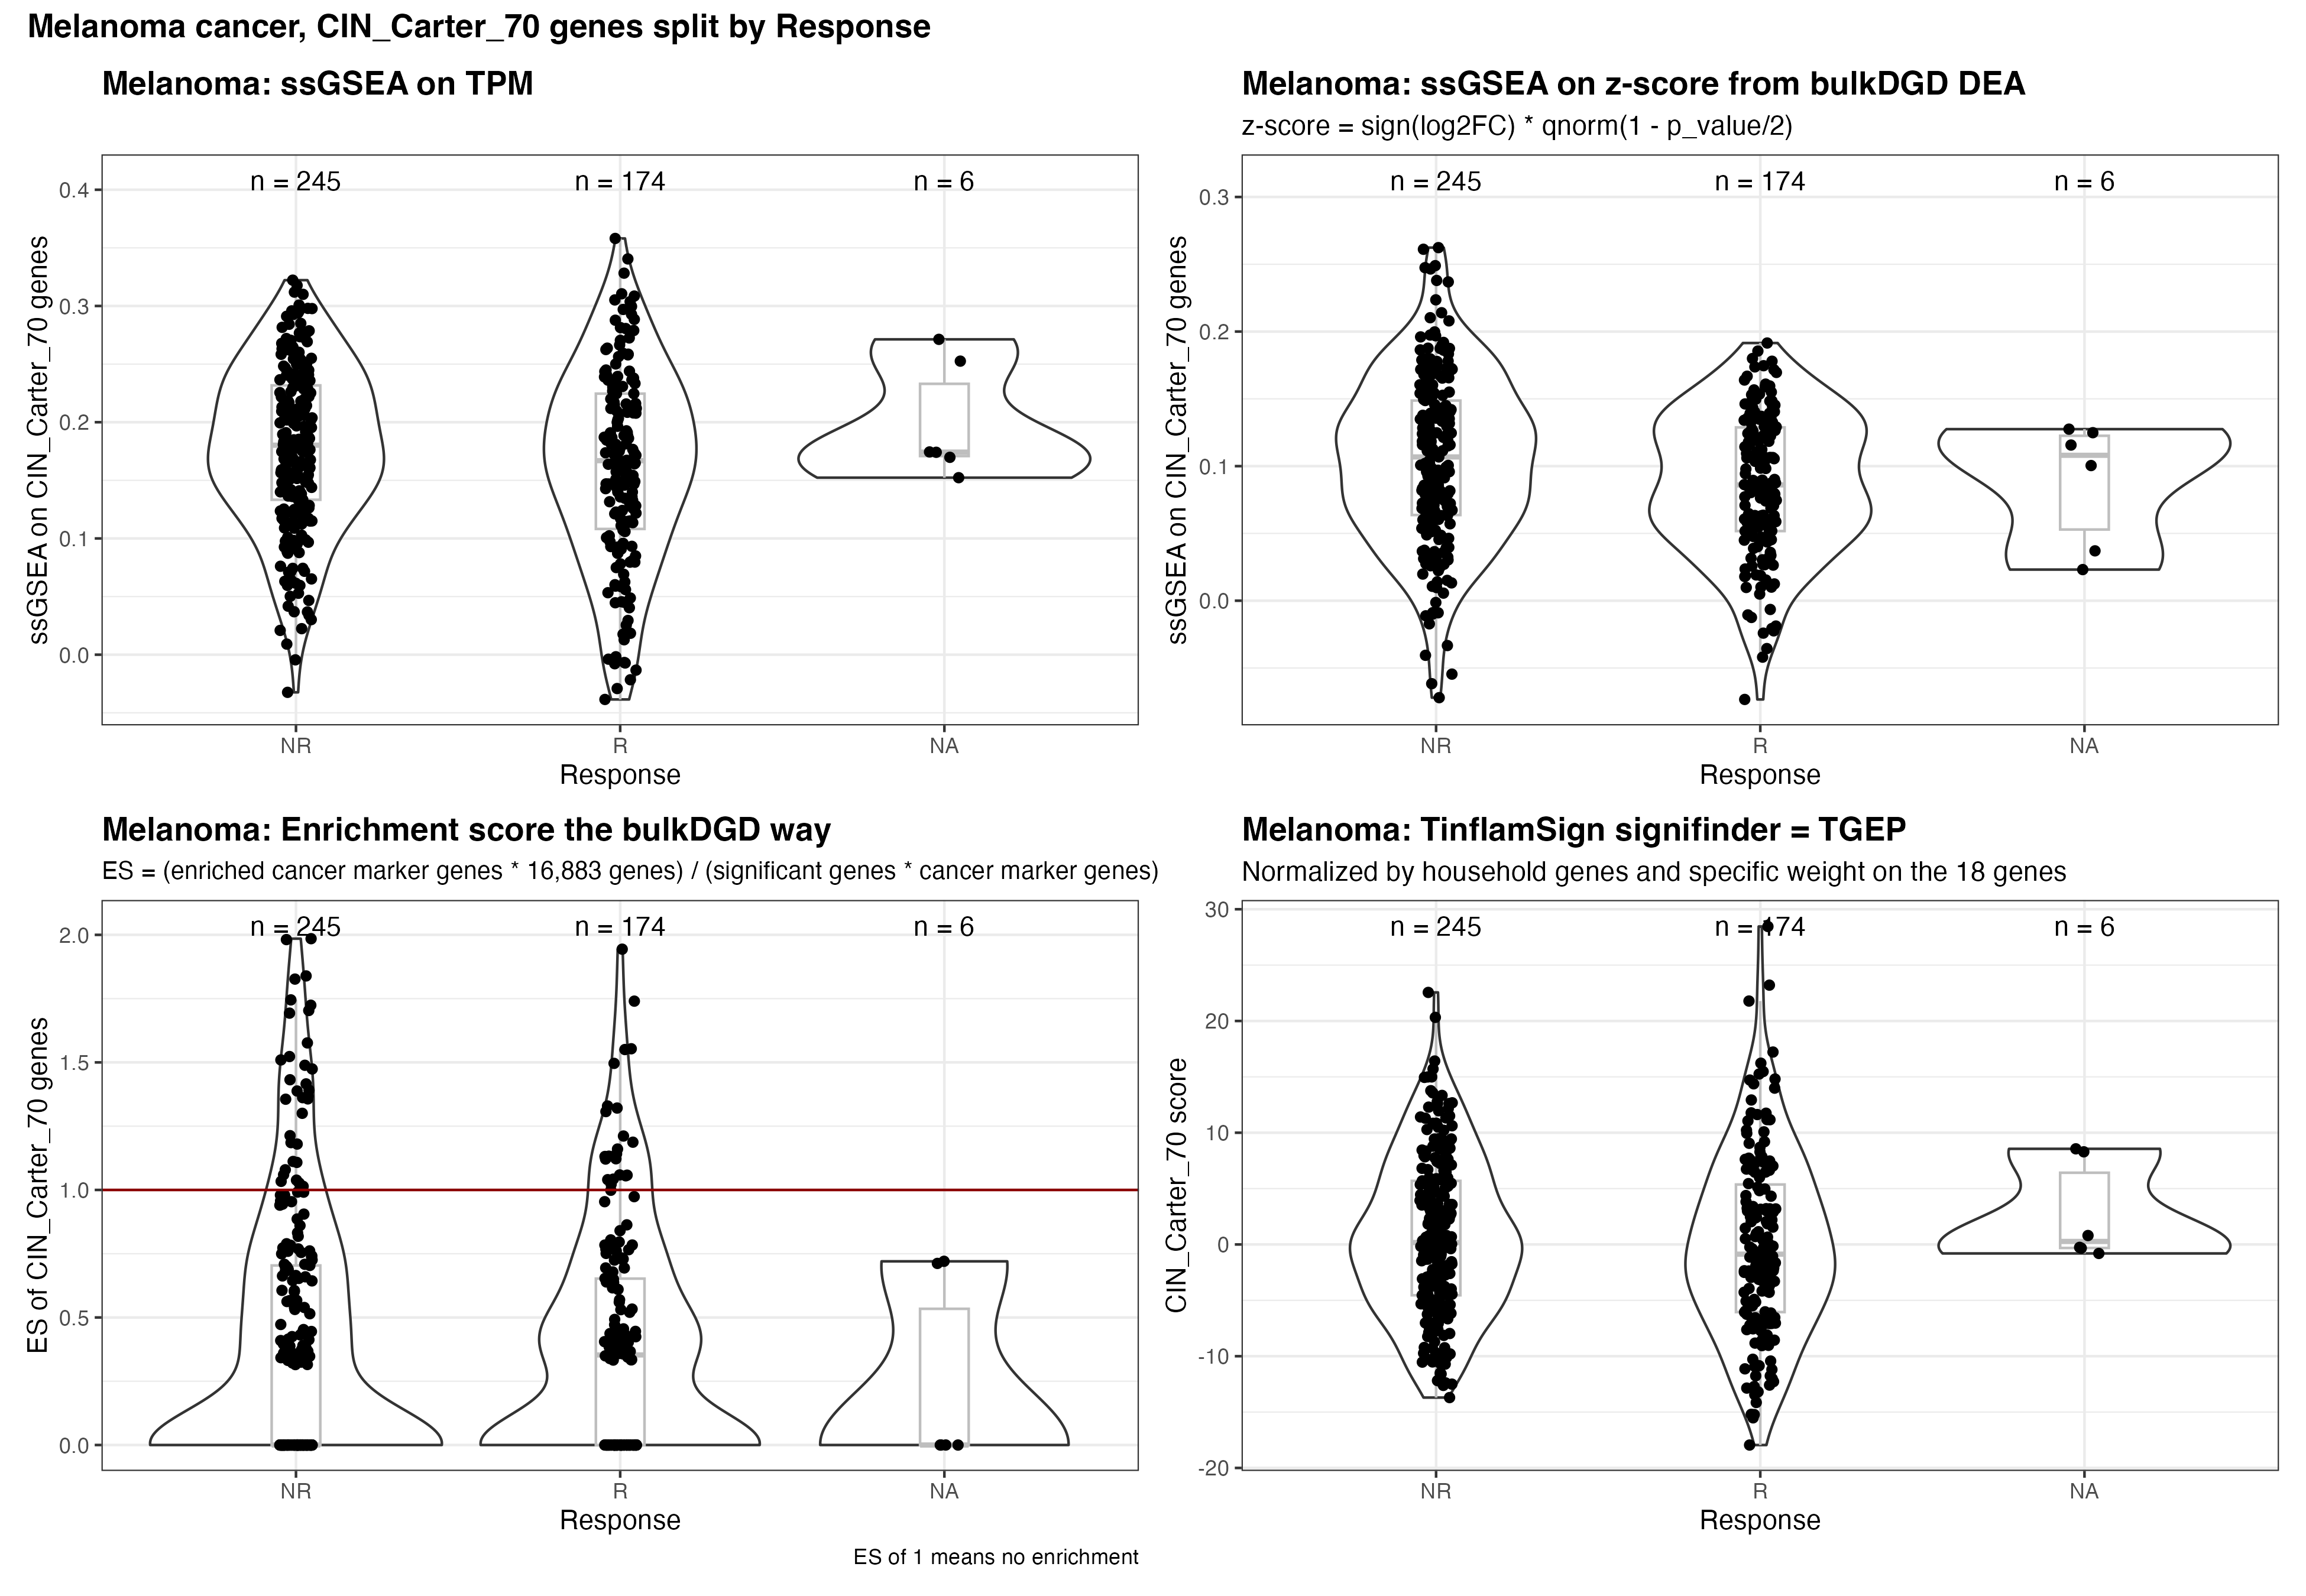 Melanoma cancer, CIN_Carter_70 genes split by Response
Melanoma: ssGSEA on TPM
n = 245
n = 174
n = 6
ssGSEA on CIN_Carter_70 genes
0.4
0.3
0.2
0.1
0.0
NR
R
NA
Response
Melanoma: ssGSEA on z-score from bulkDGD DEA
z-score = sign(log2FC) * qnorm(1 - p_value/2)
n = 245
n = 174
n = 6
ssGSEA on CIN_Carter_70 genes
0.3
0.2
0.1
0.0
NR
R
NA
Response
Melanoma: Enrichment score the bulkDGD way
ES = (enriched cancer marker genes * 16,883 genes) / (significant genes * cancer marker genes)
n = 245
n = 174
n = 6
ES of CIN_Carter_70 genes
2.0
1.5
1.0
0.5
0.0
NR
R
NA
Response
ES of 1 means no enrichment
Melanoma: TinflamSign signifinder = TGEP
Normalized by household genes and specific weight on the 18 genes
n = 245
n = 174
n = 6
CIN_Carter_70 score
30
20
10
0
-10
-20
NR
R
NA
Response